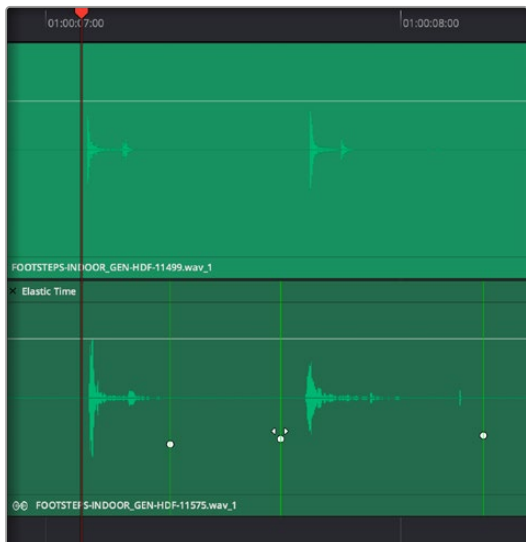 01:00:07:00
01:00:08:00
FOOTSTEPS-INDOOR_GEN-HDF-11499.wav_1
× Elastic Time
FOOTSTEPS-INDOOR_GEN-HDF-11575.wav_1